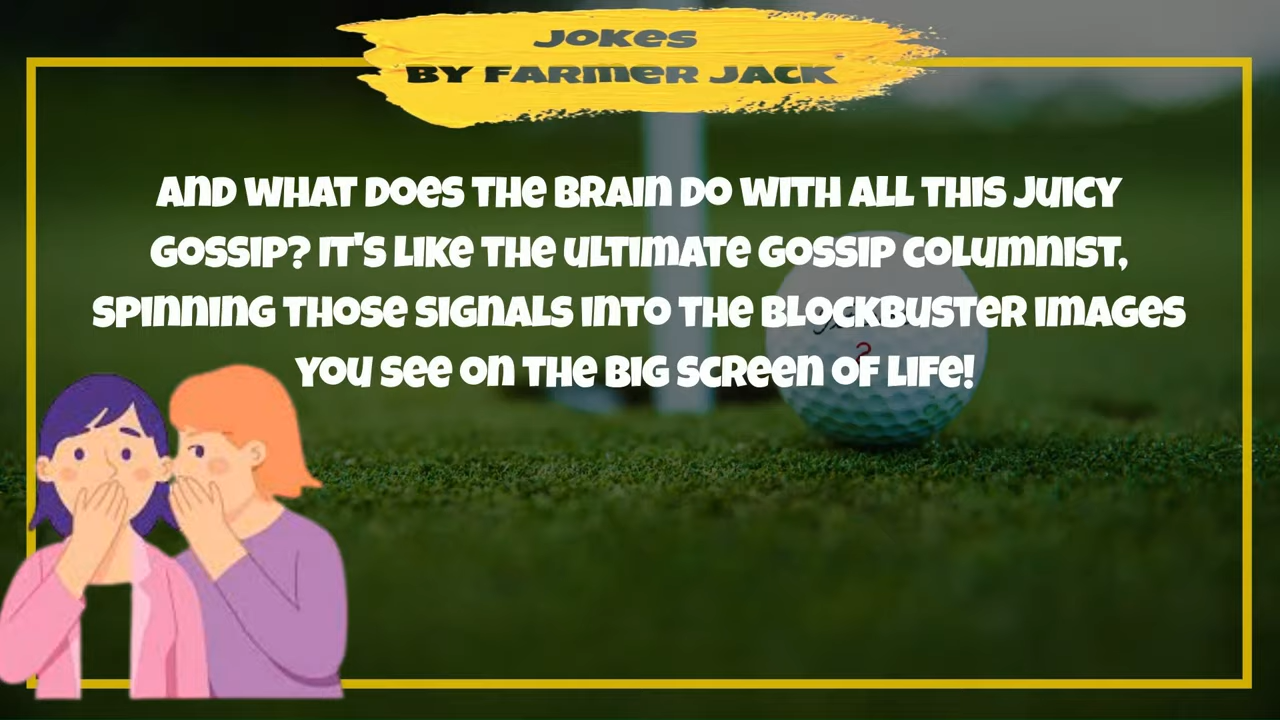 JOKES
BY FARMER JACK
AND WHAT DOES THE BRAIN DO WITH ALL THIS JUICY
GOSSIP? IT'S LIKE THE ULTIMATE GOSSIP COLUMNIST,
SPINNING THOSE SIGNALS INTO THE BLOCKBUSTER IMAGES
YOU SEE ON THE BIG SCREEN OF LIFE!
2